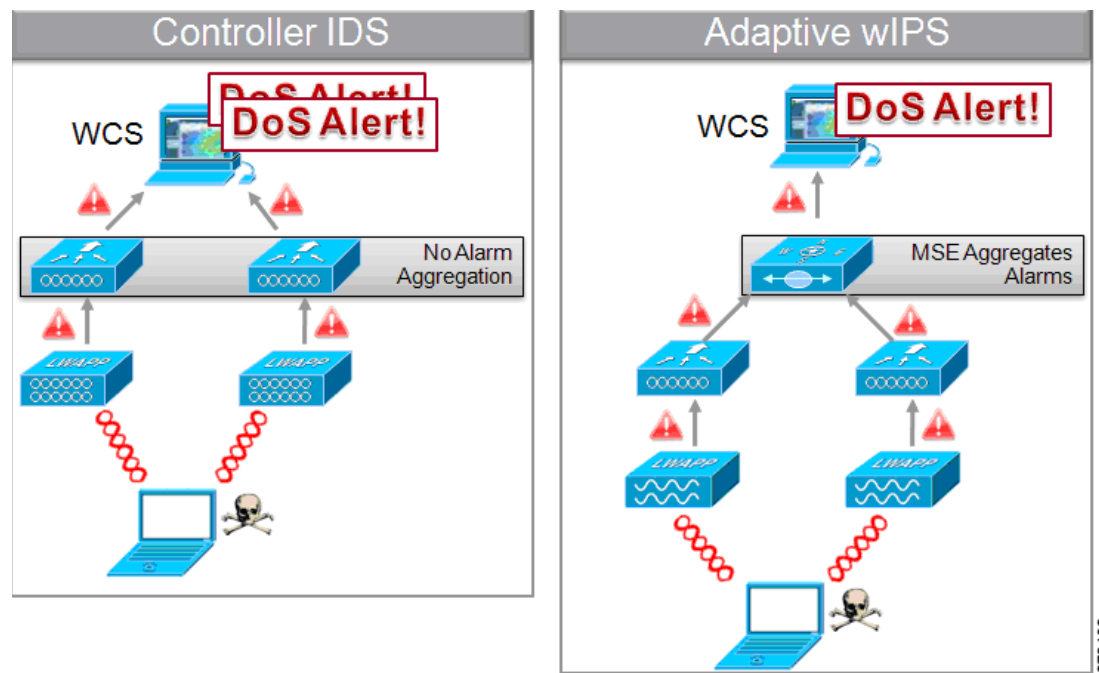 Controller IDS
DoS Alert!
DoS Alert!
WCS
No Alarm
Aggregation
LWAPP
LWAPP
Adaptive wIPS
DoS Alert!
WCS
W
E
S
MSE Aggregates
Alarms
LWAPP
LWAPP